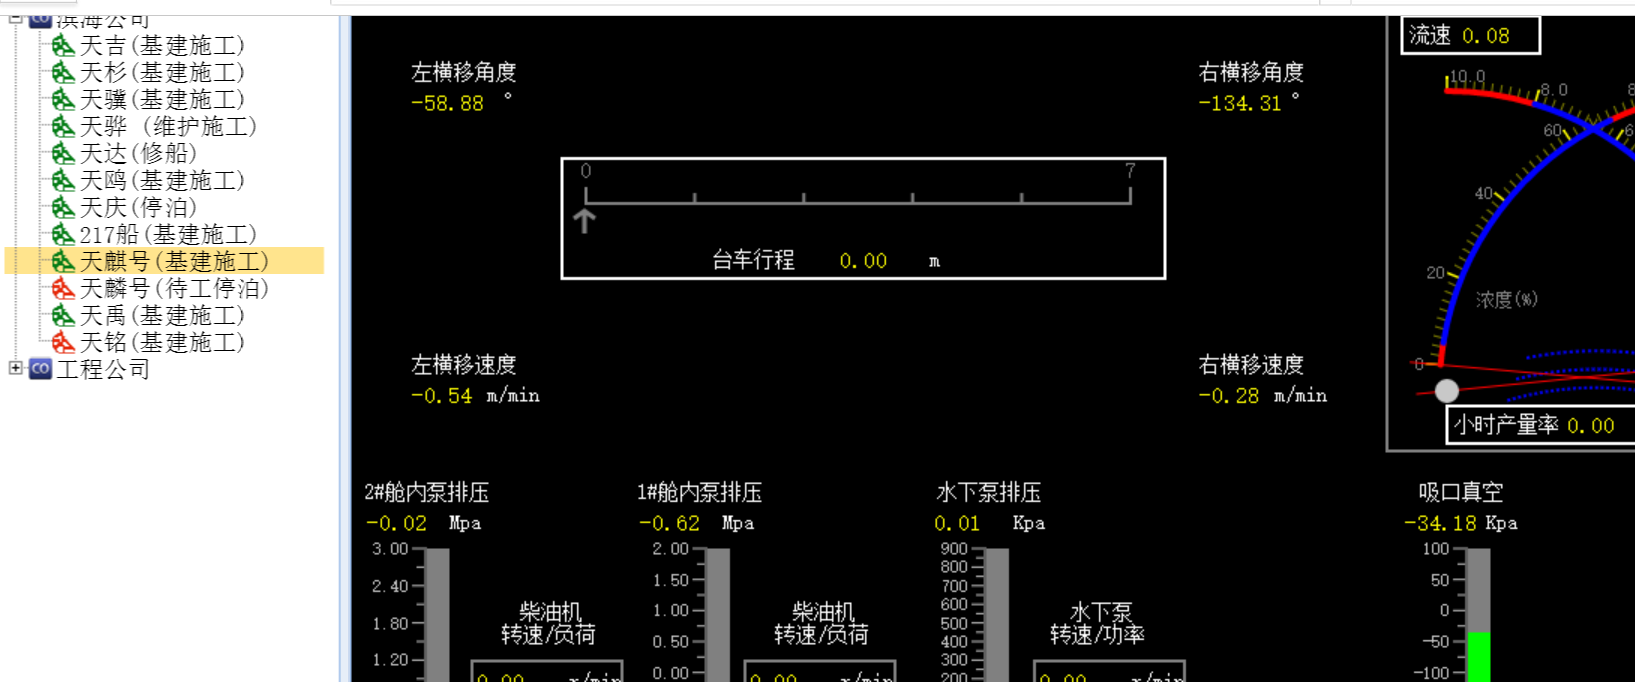 滨海公司
天吉(基建施工)
天杉(基建施工)
天骥(基建施工)
天骅 (维护施工)
天达(修船)
天鸥(基建施工)
天庆(停泊)
217船(基建施工)
天麒号(基建施工)
天麟号(待工停泊)
天禹(基建施工)
天铭(基建施工)
工程公司
左横移角度
-58.88 °
右横移角度
-134.31 °
0 7
台车行程 0.00 m
左横移速度
-0.54 m/min
右横移速度
-0.28 m/min
流速 0.08
10.0
8.0
60
40
20
浓度(%)
0
小时产量率 0.00
2#舱内泵排压
-0.02 Mpa
3.00
2.40
1.80
1.20
柴油机
转速/负荷
0.00 r/min
1#舱内泵排压
-0.62 Mpa
2.00
1.50
1.00
0.50
0.00
柴油机
转速/负荷
0.00 r/min
水下泵排压
0.01 Kpa
900
800
700
600
500
400
300
200
水下泵
转速/功率
0.00 r/min
吸口真空
-34.18 Kpa
100
50
0
-50
-100